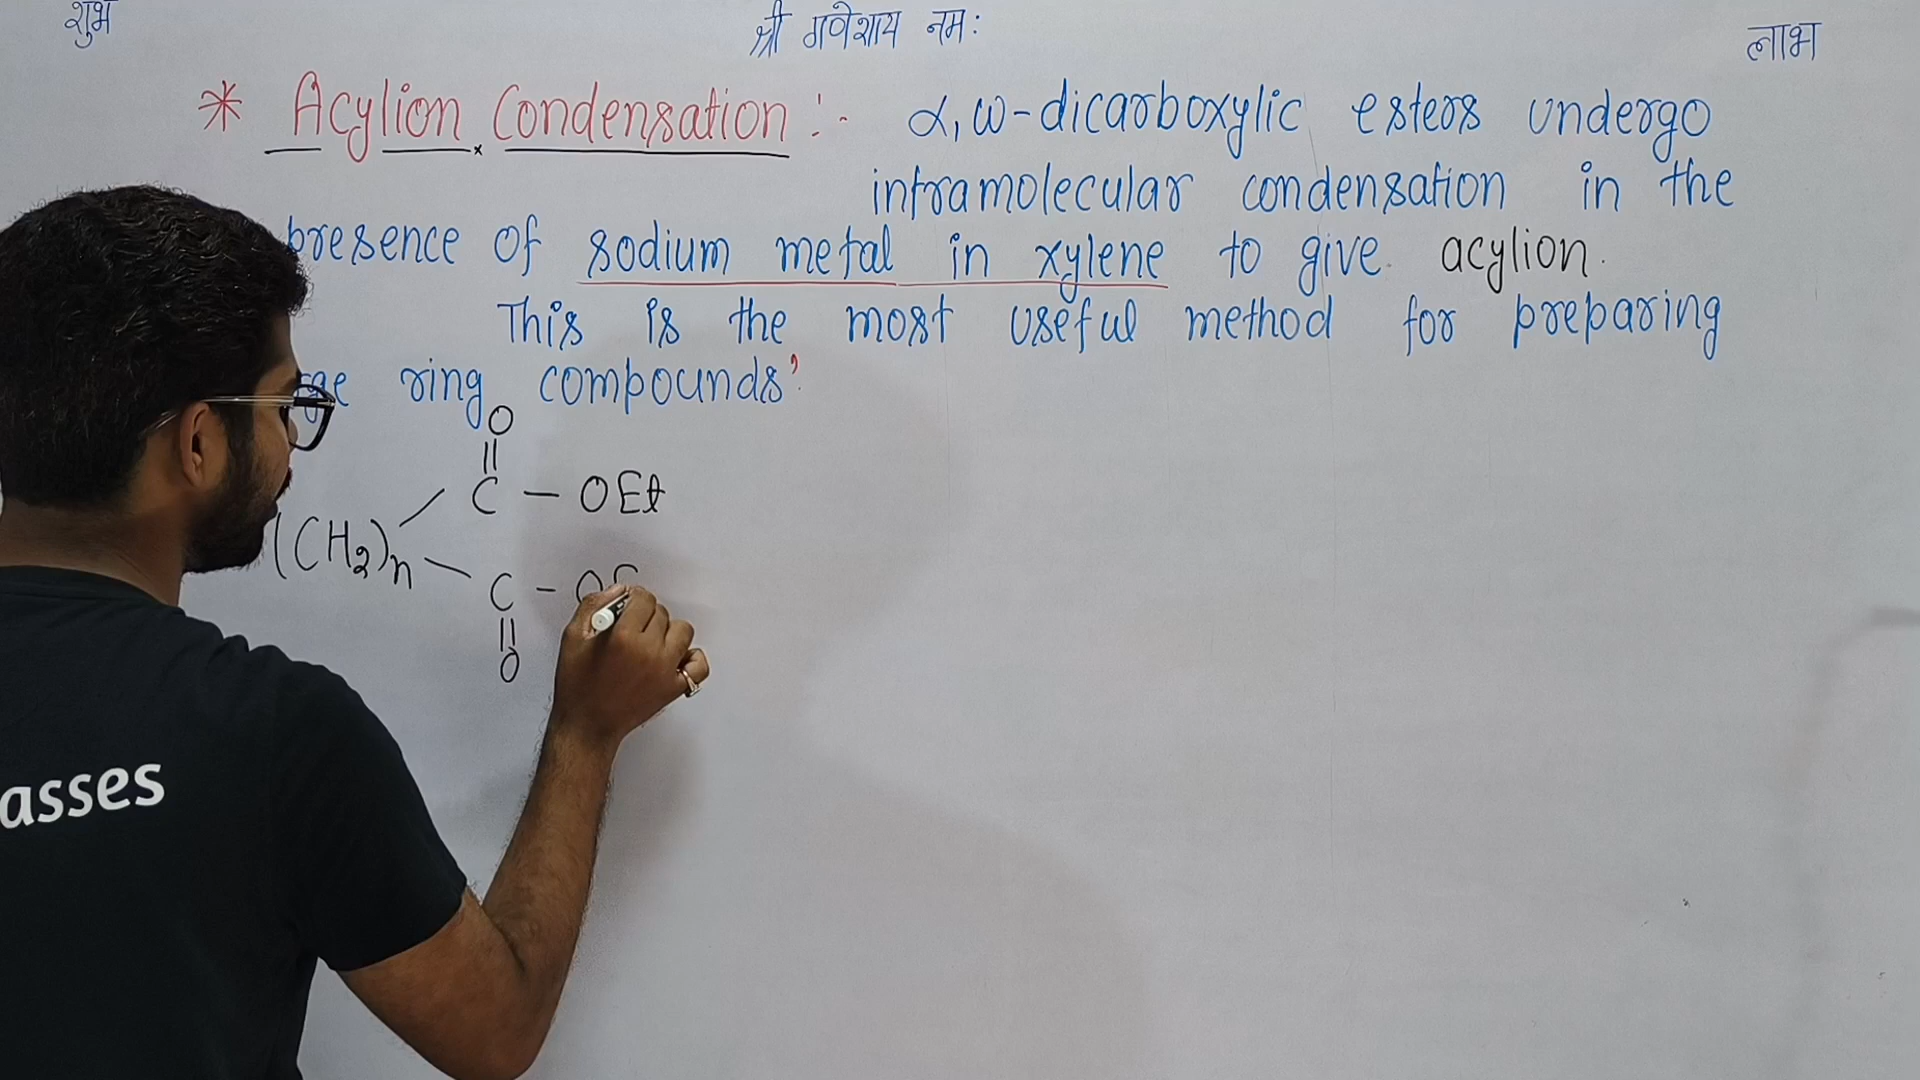 शुभ
श्री गणेशाय नमः
लाभ
* Acylion Condensation :- α, ω-dicarboxylic esters undergo
intramolecular condensation in the
presence of sodium metal in xylene to give acylion.
This is the most useful method for preparing
ring compounds'
O
||
C - OEt
(CH₂)n
C - O
||
O
asses